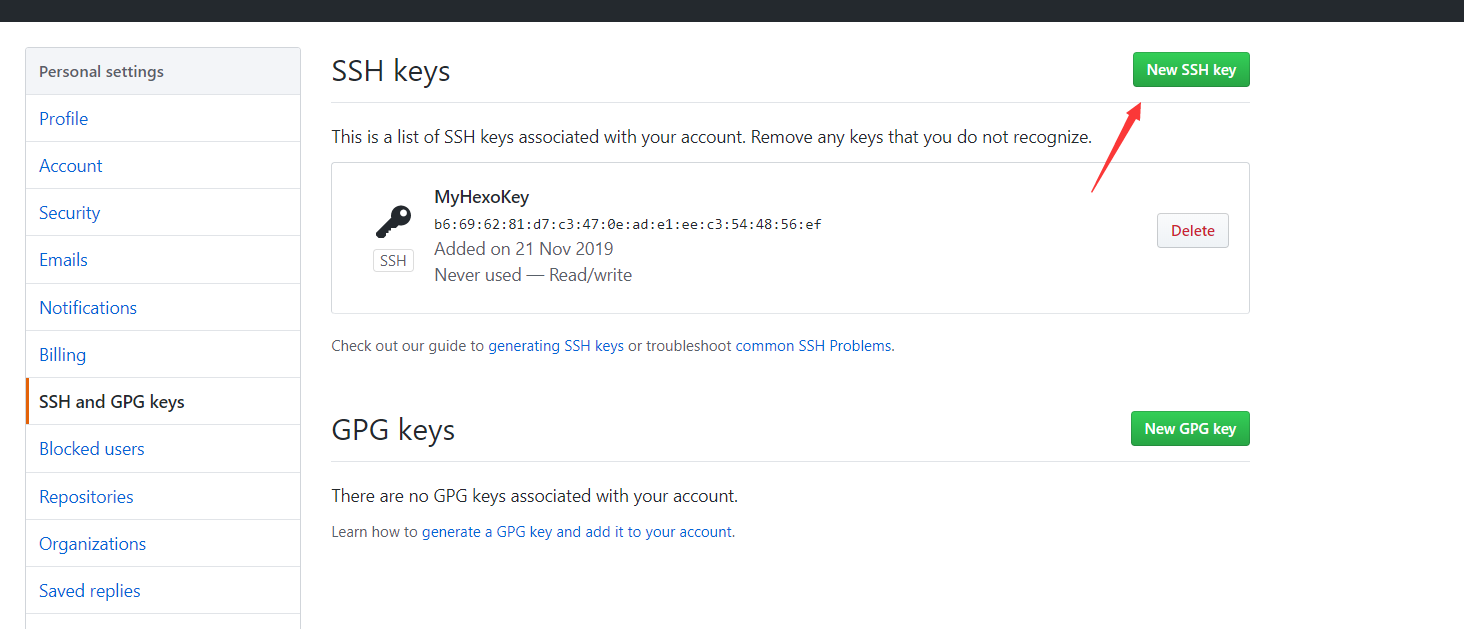 Personal settings
Profile
Account
Security
Emails
Notifications
Billing
SSH and GPG keys
Blocked users
Repositories
Organizations
Saved replies
SSH keys
New SSH key
This is a list of SSH keys associated with your account. Remove any keys that you do not recognize.
MyHexoKey
b6:69:62:81:d7:c3:47:0e:ad:e1:ee:c3:54:48:56:ef
Added on 21 Nov 2019
Never used — Read/write
SSH
Delete
Check out our guide to generating SSH keys or troubleshoot common SSH Problems.
GPG keys
New GPG key
There are no GPG keys associated with your account.
Learn how to generate a GPG key and add it to your account.